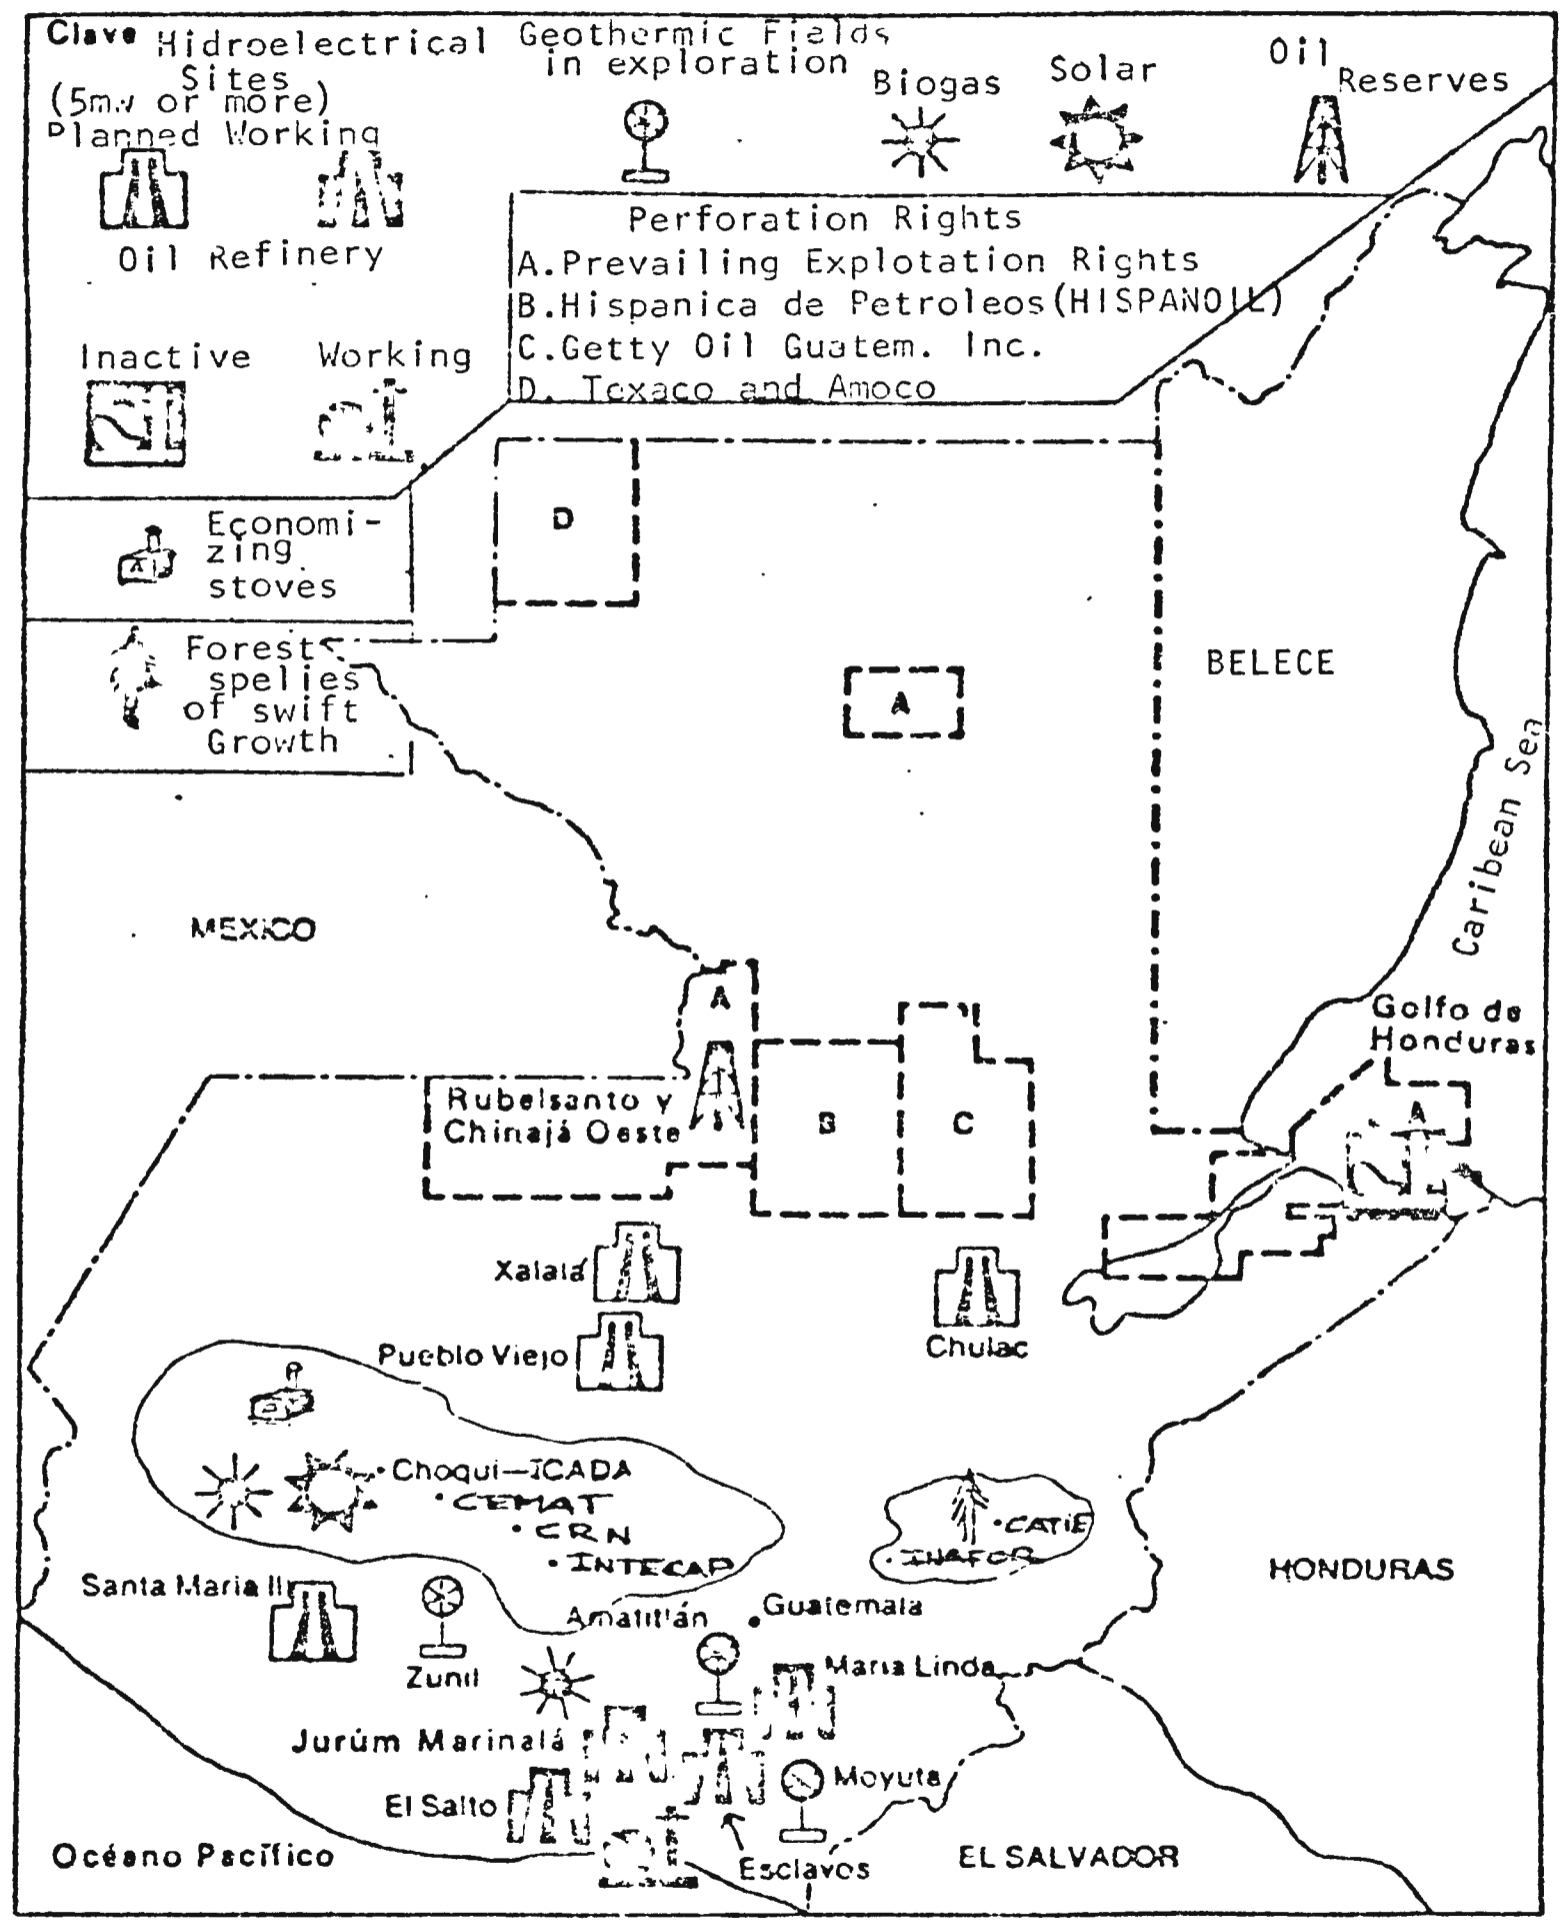 Clave Hidroelectrical
Sites
(5m.v or more)
Planned Working
Geothermic Fields
in exploration
Biogas
Solar
Oil
Reserves
Oil Refinery
Inactive Working
Perforation Rights
A.Prevailing Explotation Rights
B.Hispanica de Petroleos(HISPANOIL)
C.Getty Oil Guatem. Inc.
D. Texaco and Amoco
Economi-
zing
stoves
Forest
spelies
of swift
Growth
D
A
BELECE
Caribean Sea
MEXICO
A
Golfo de
Honduras
Rubelsanto y
Chinajá Oeste
B
C
A
Xalalá
Chulac
Pueblo Viejo
Choqui-ICADA
CEMAT
CRN
INTECAP
CATIE
INAFOR
HONDURAS
Santa Maria II
Amatitlán
Guatemala
Zunil
Maria Linda
Jurúm Marinalá
Moyuta
El Salto
Océano Pacífico
Esclavos
EL SALVADOR